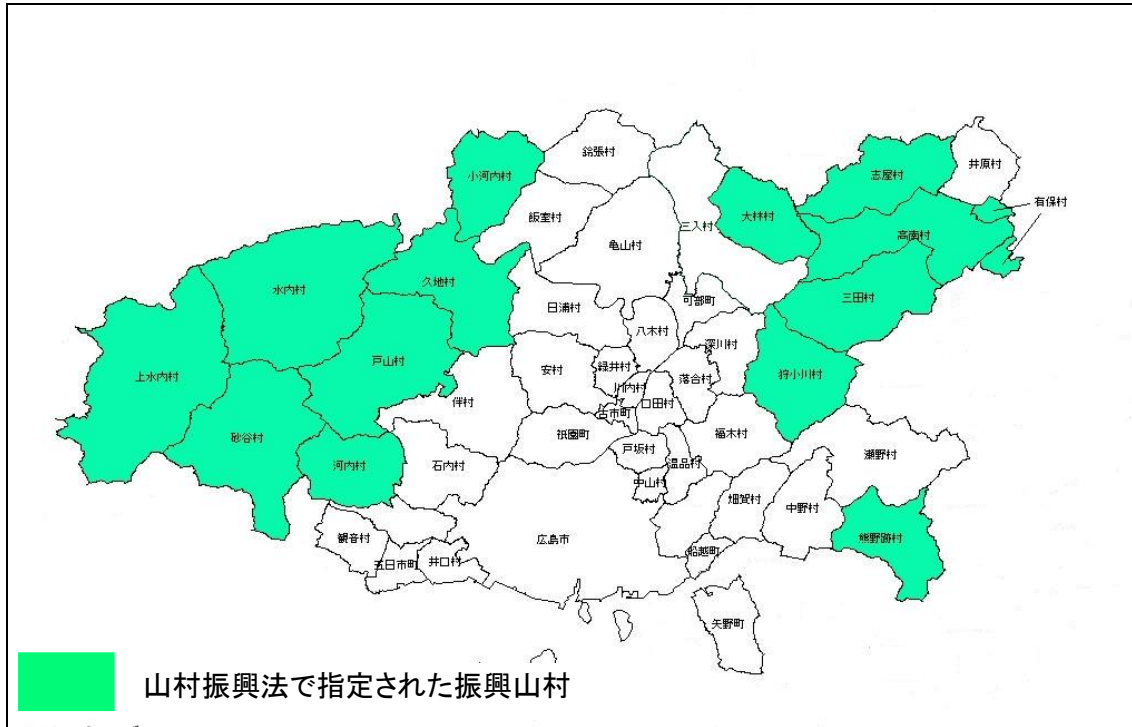 鈴張村
井原村
志屋村
小河内村
有保村
飯室村
大林村
三入村
高南村
亀山村
久地村
水内村
三田村
可部町
日浦村
八木村
深川村
戸山村
安村
緑井村
狩小川村
上水内村
川内村
落合村
伴村
口田村
古市町
砂谷村
祇園町
福木村
戸坂村
瀬野村
河内村
石内村
温品村
中山村
畑賀村
中野村
観音村
広島市
熊野跡村
船越町
五日市町
井口村
矢野町
山村振興法で指定された振興山村